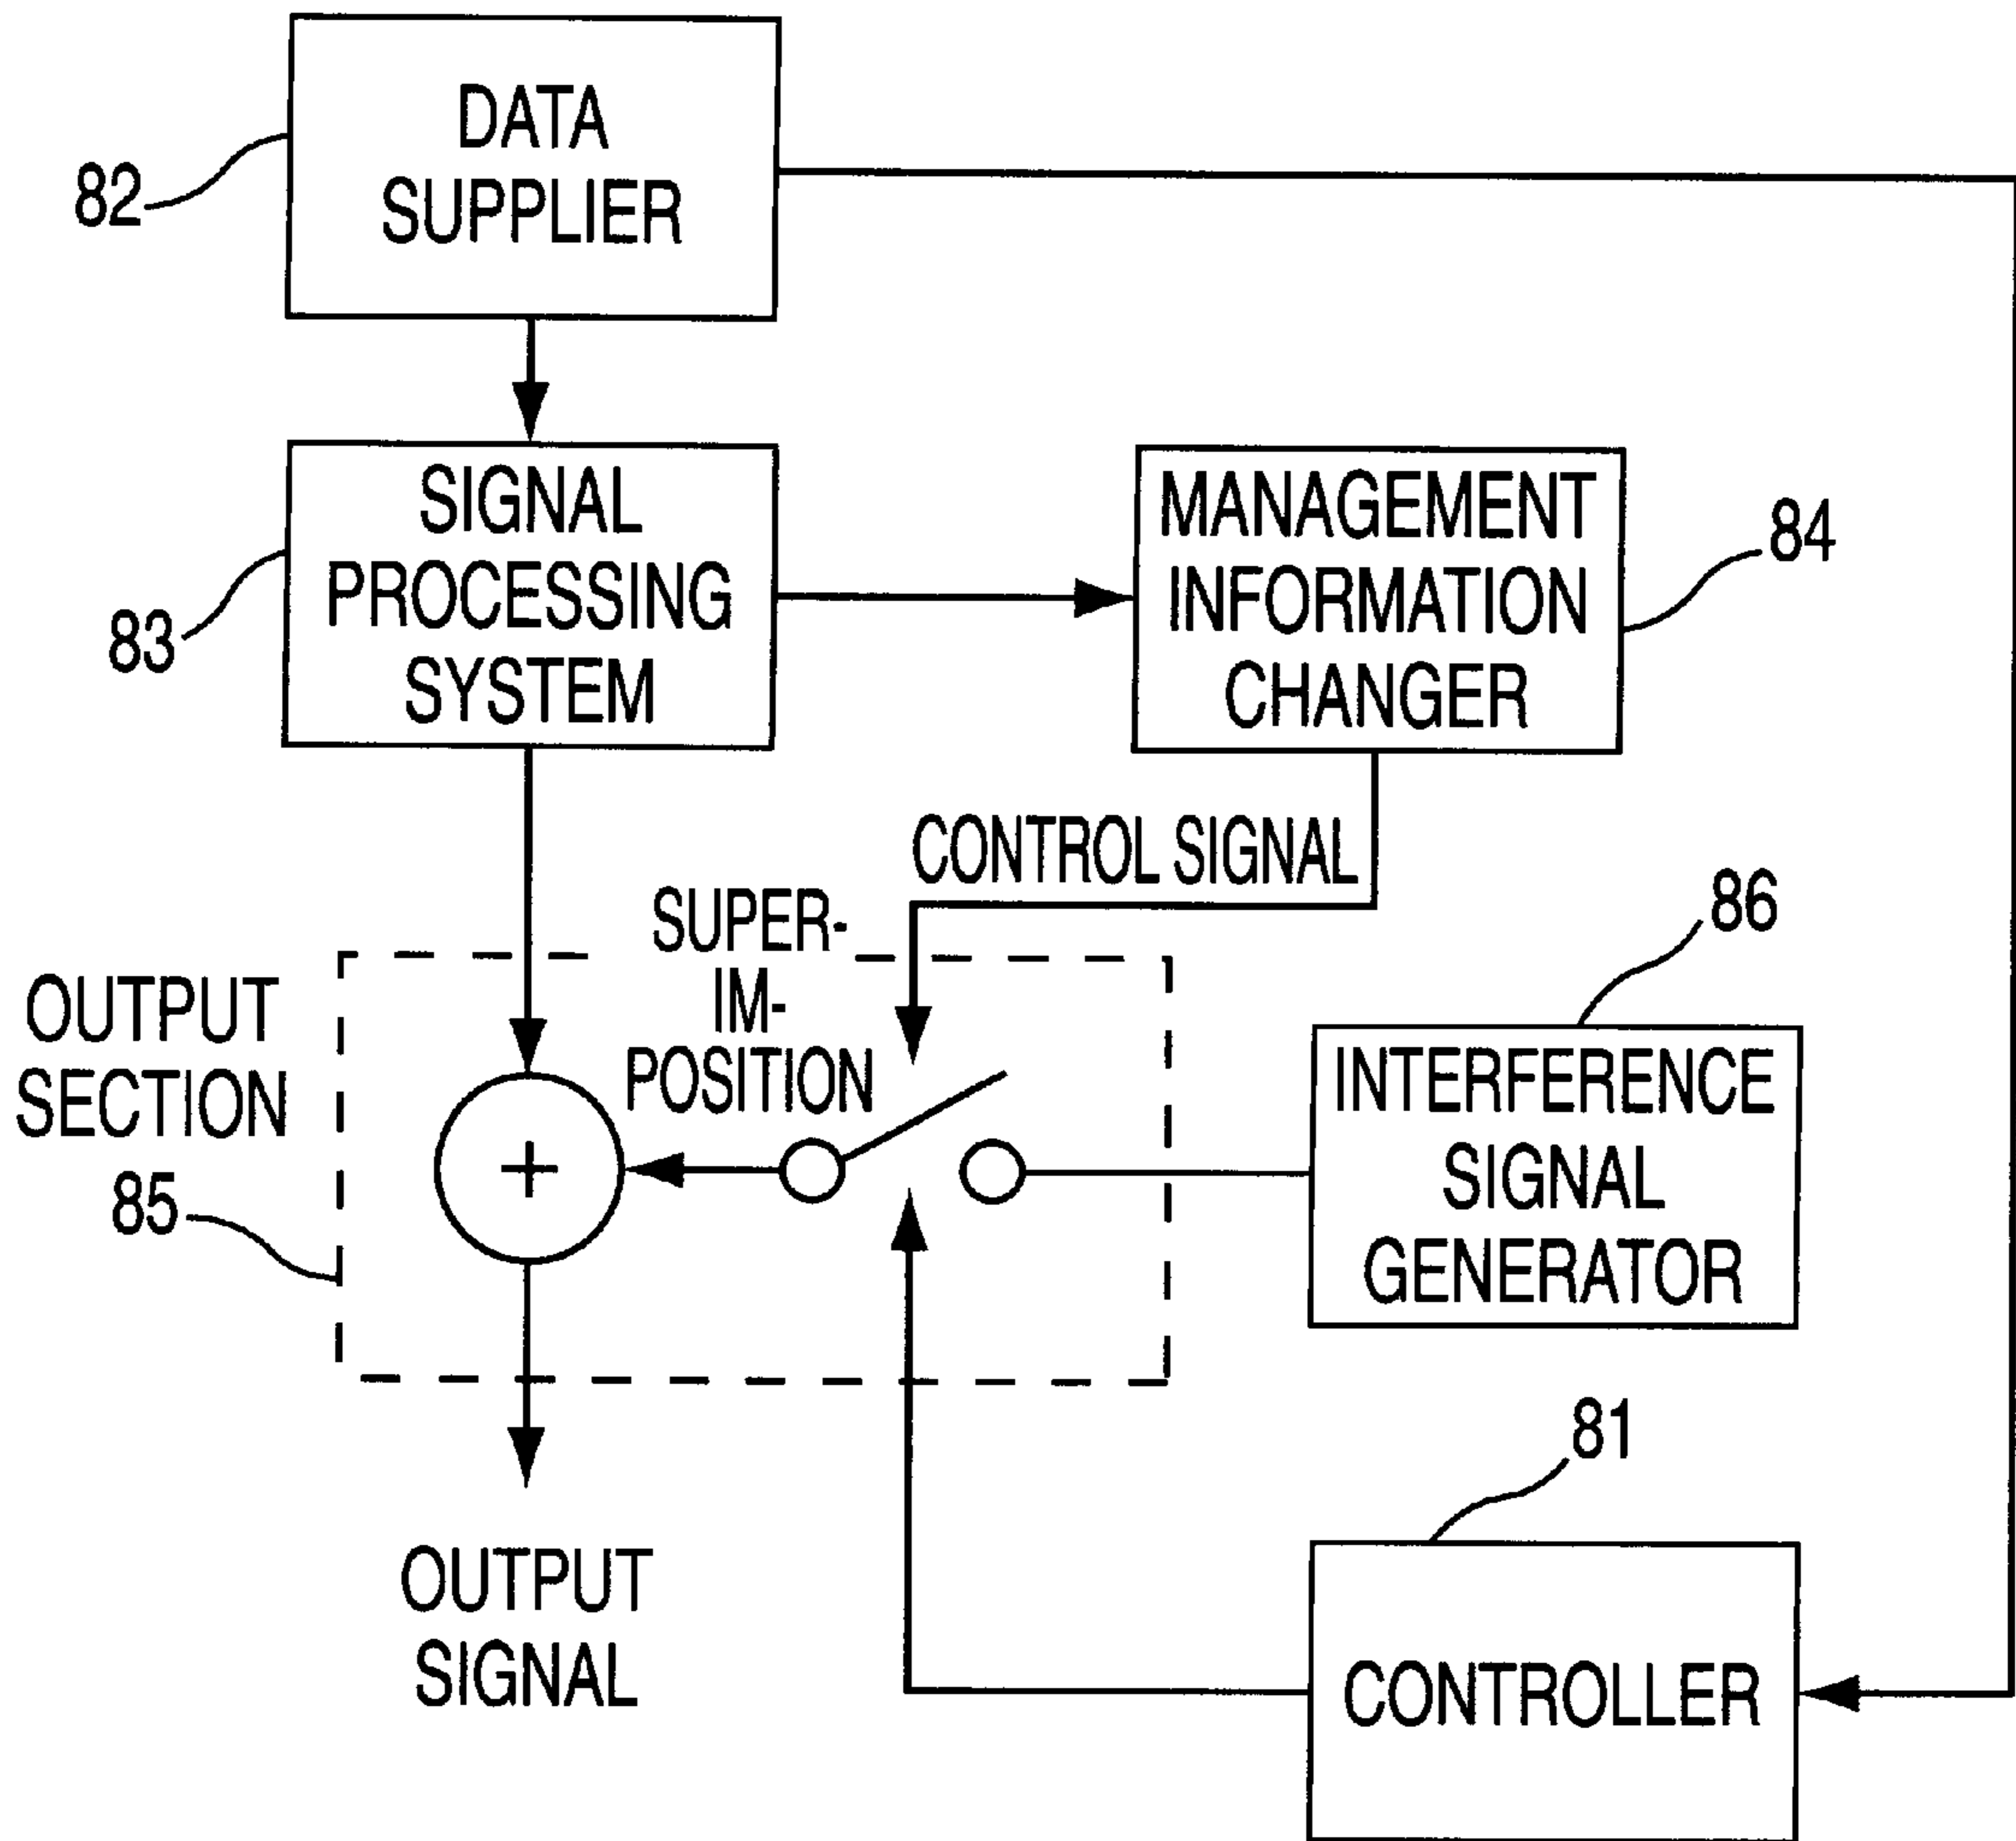 DATA
SUPPLIER
82
SIGNAL
PROCESSING
SYSTEM
83
MANAGEMENT
INFORMATION
CHANGER
84
CONTROL SIGNAL
SUPER-
IM-
POSITION
86
OUTPUT
SECTION
85
+
INTERFERENCE
SIGNAL
GENERATOR
81
OUTPUT
SIGNAL
CONTROLLER